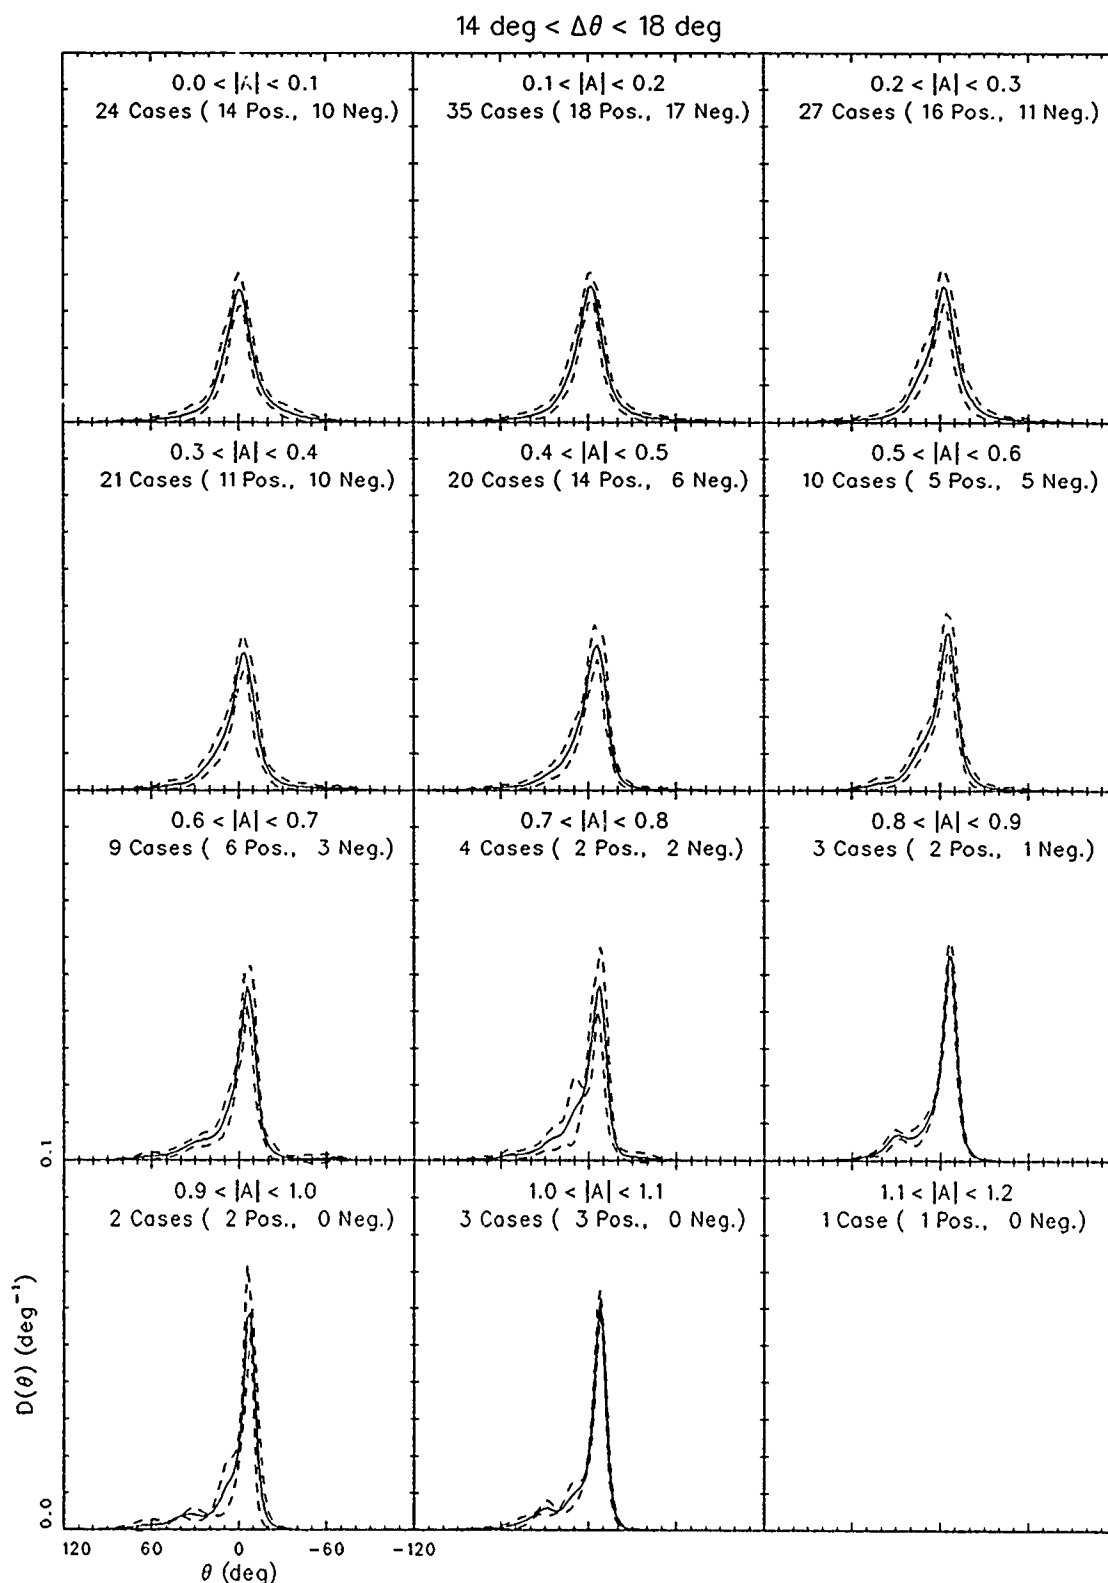 14 deg < Δθ < 18 deg
0.0 < |A| < 0.1
24 Cases ( 14 Pos., 10 Neg.)
0.1 < |A| < 0.2
35 Cases ( 18 Pos., 17 Neg.)
0.2 < |A| < 0.3
27 Cases ( 16 Pos., 11 Neg.)
0.3 < |A| < 0.4
21 Cases ( 11 Pos., 10 Neg.)
0.4 < |A| < 0.5
20 Cases ( 14 Pos., 6 Neg.)
0.5 < |A| < 0.6
10 Cases ( 5 Pos., 5 Neg.)
0.6 < |A| < 0.7
9 Cases ( 6 Pos., 3 Neg.)
0.7 < |A| < 0.8
4 Cases ( 2 Pos., 2 Neg.)
0.8 < |A| < 0.9
3 Cases ( 2 Pos., 1 Neg.)
0.1
0.9 < |A| < 1.0
2 Cases ( 2 Pos., 0 Neg.)
1.0 < |A| < 1.1
3 Cases ( 3 Pos., 0 Neg.)
1.1 < |A| < 1.2
1 Case ( 1 Pos., 0 Neg.)
D(θ) (deg⁻¹)
0.0
120 60 0 -60 -120
θ (deg)